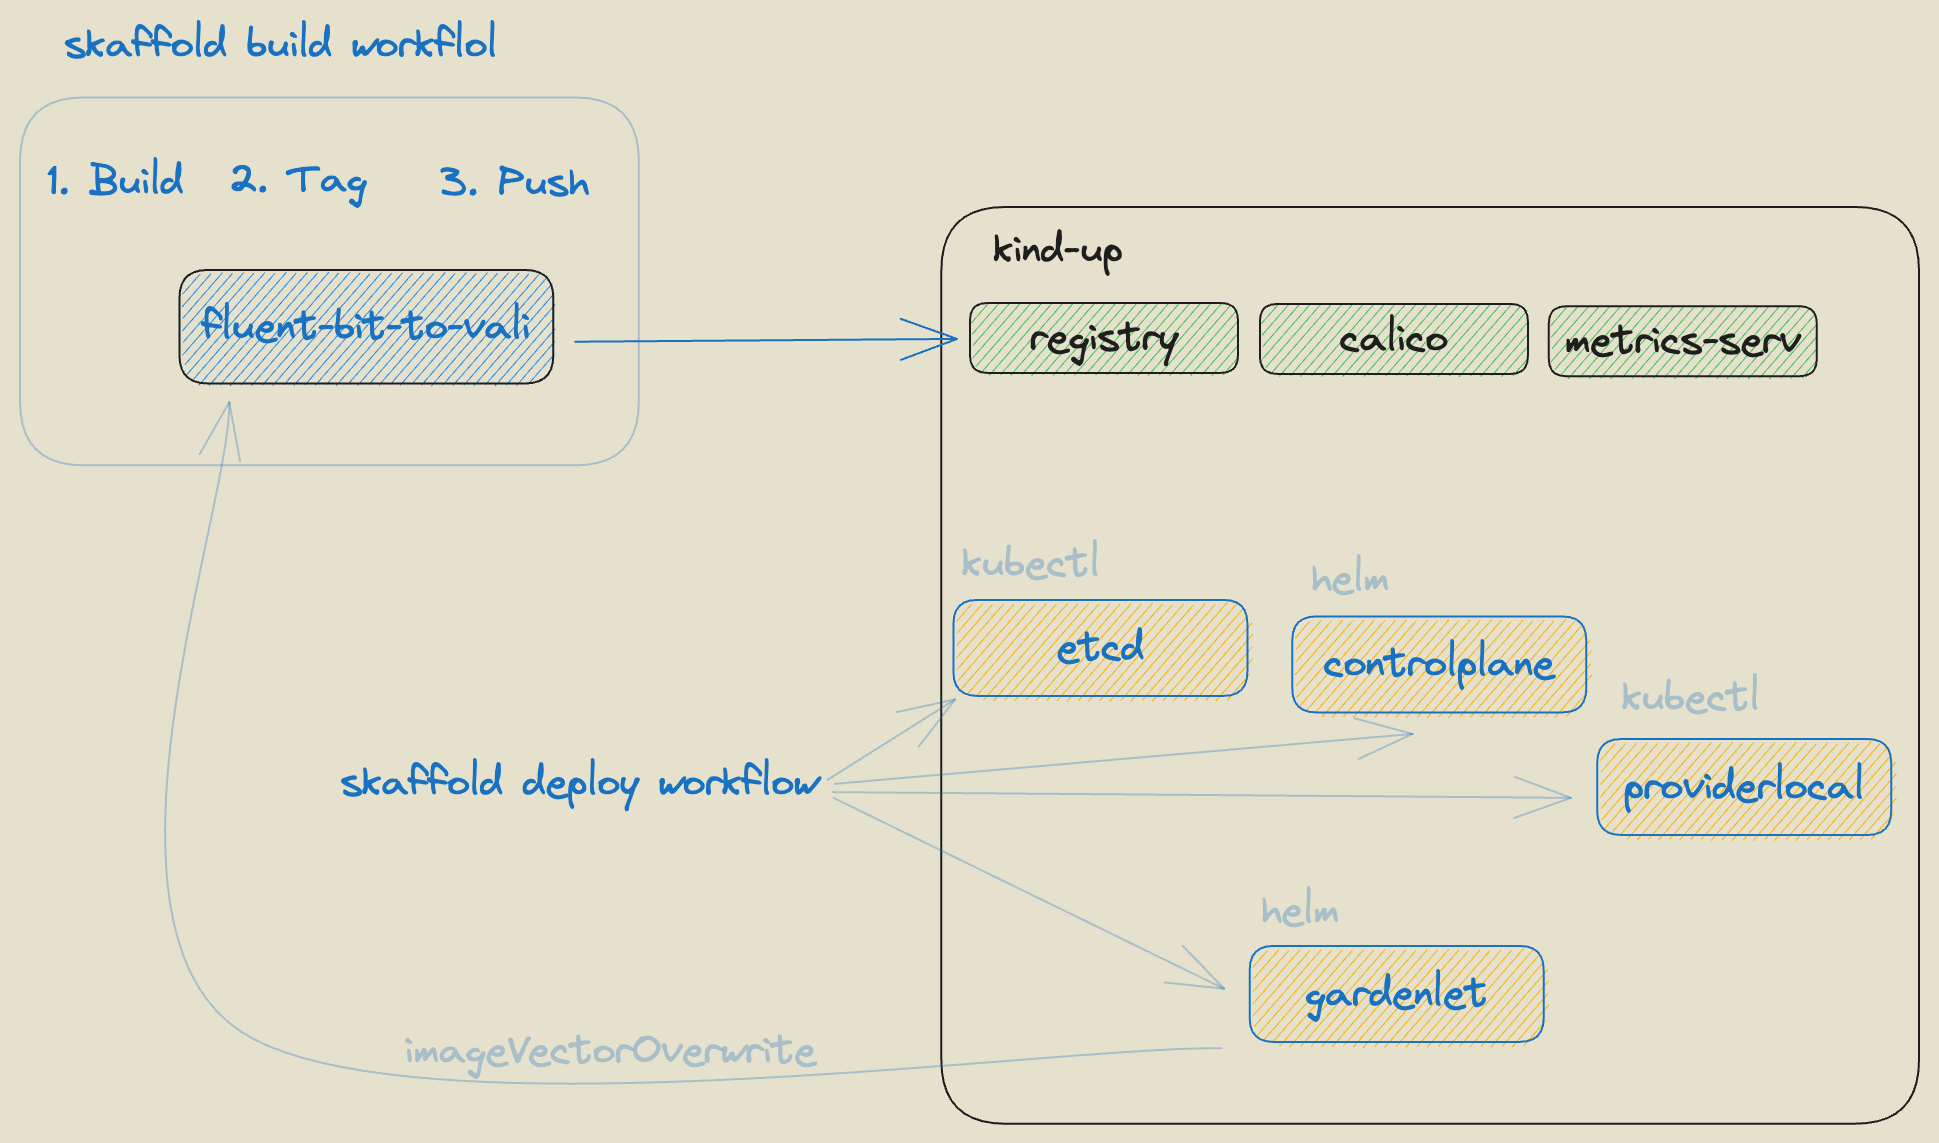 skaffold build workflol
1. Build 2. Tag 3. Push
fluent-bit-to-vali
kind-up
registry
calico
metrics-serv
kubectl
helm
etcd
controlplane
kubectl
providerlocal
skaffold deploy workflow
helm
gardenlet
imageVectorOverwrite